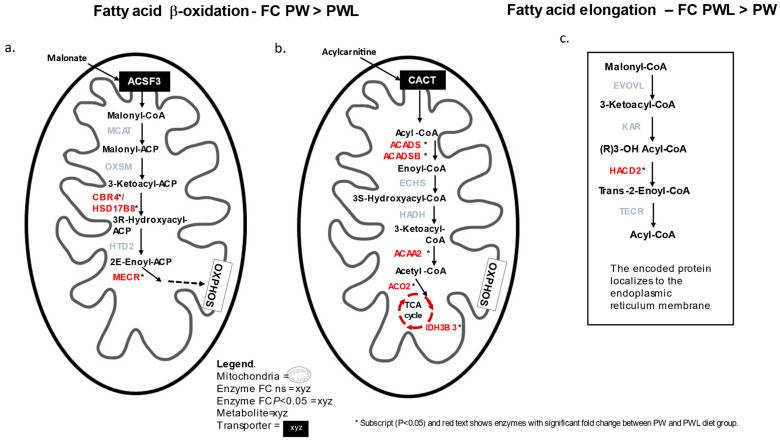 Fatty acid β-oxidation - FC PW > PWL
Fatty acid elongation – FC PWL > PW
a.
Malonate
ACSF3
Malonyl-CoA
MCAT
Malonyl-ACP
OXSM
3-Ketoacyl-ACP
CBR4*/
HSD17B8*
3R-Hydroxyacyl-
ACP
HTD2
2E-Enoyl-ACP
MECR*
OXPHOS
b.
Acylcarnitine
CACT
Acyl -CoA
ACADS *
ACADSB *
Enoyl-CoA
ECHS
3S-Hydroxyacyl-CoA
HADH
3-Ketoacyl-
CoA
ACAA2 *
Acetyl -CoA
ACO2 *
TCA
cycle
IDH3B 3 *
OXPHOS
c.
Malonyl-CoA
EVOVL
3-Ketoacyl-CoA
KAR
(R)3-OH Acyl-CoA
HACD2*
Trans-2-Enoyl-CoA
TECR
Acyl-CoA
The encoded protein
localizes to the
endoplasmic
reticulum membrane
Legend.
Mitochondria =
Enzyme FC ns =xyz
Enzyme FC P<0.05 =xyz
Metabolite=xyz
Transporter = xyz
* Subscript (P<0.05) and red text shows enzymes with significant fold change between PW and PWL diet group.